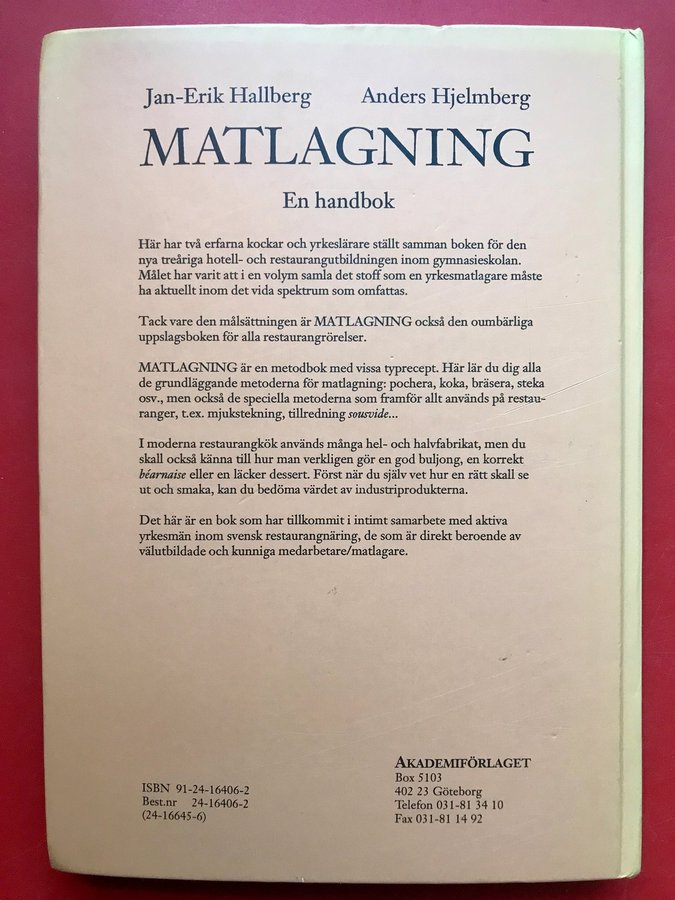 Jan-Erik Hallberg Anders Hjelmberg
MATLAGNING
En handbok
Här har två erfarna kockar och yrkeslärare ställt samman boken för den
nya treåriga hotell- och restaurangutbildningen inom gymnasieskolan.
Målet har varit att i en volym samla det stoff som en yrkesmatlagare måste
ha aktuellt inom det vida spektrum som omfattas.
Tack vare den målsättningen är MATLAGNING också den oumbärliga
uppslagsboken för alla restaurangrörelser.
MATLAGNING är en metodbok med vissa typrecept. Här lär du dig alla
de grundläggande metoderna för matlagning: pochera, koka, bräsera, steka
osv., men också de speciella metoderna som framför allt används på restau-
ranger, t.ex. mjukstekning, tillredning sousvide...
I moderna restaurangkök används många hel- och halvfabrikat, men du
skall också känna till hur man verkligen gör en god buljong, en korrekt
béarnaise eller en läcker dessert. Först när du själv vet hur en rätt skall se
ut och smaka, kan du bedöma värdet av industriprodukterna.
Det här är en bok som har tillkommit i intimt samarbete med aktiva
yrkesmän inom svensk restaurangnäring, de som är direkt beroende av
välutbildade och kunniga medarbetare/matlagare.
ISBN 91-24-16406-2
Best.nr 24-16406-2
(24-16645-6)
AKADEMIFÖRLAGET
Box 5103
402 23 Göteborg
Telefon 031-81 34 10
Fax 031-81 14 92